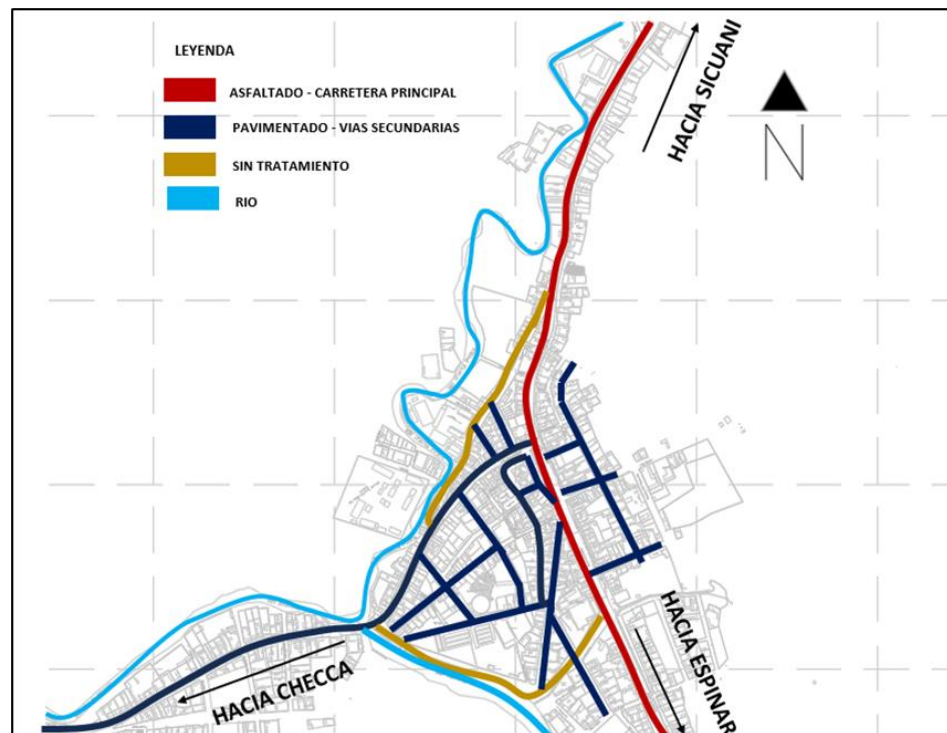 LEYENDA
ASFALTADO - CARRETERA PRINCIPAL
PAVIMENTADO - VIAS SECUNDARIAS
SIN TRATAMIENTO
RIO
HACIA SICUANI
N
HACIA CHECCA
HACIA ESPINAR